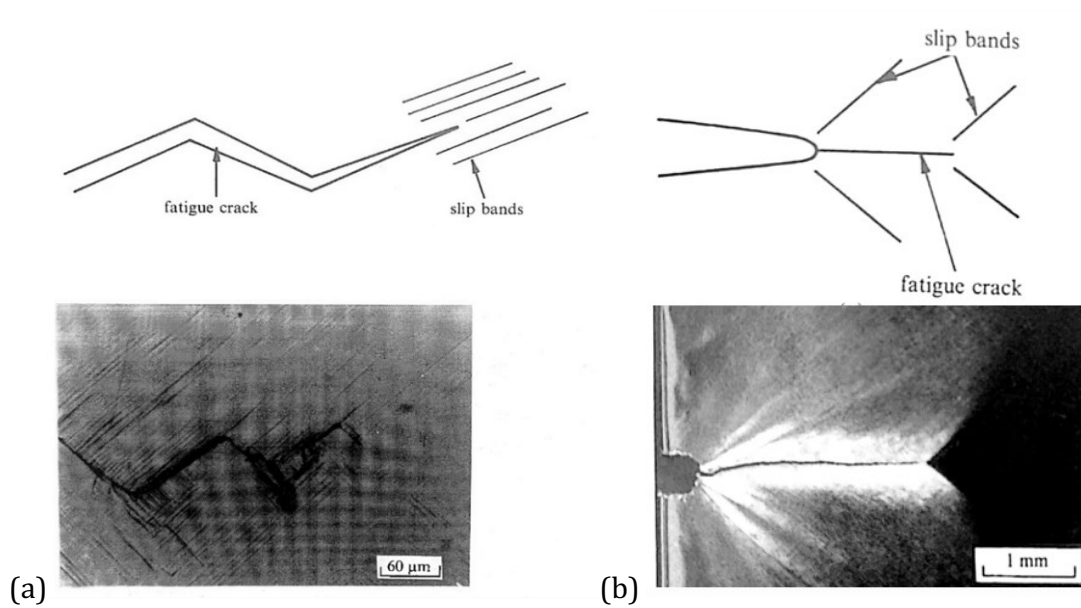 slip bands
fatigue crack
slip bands
fatigue crack
60 μm
1 mm
(a)
(b)